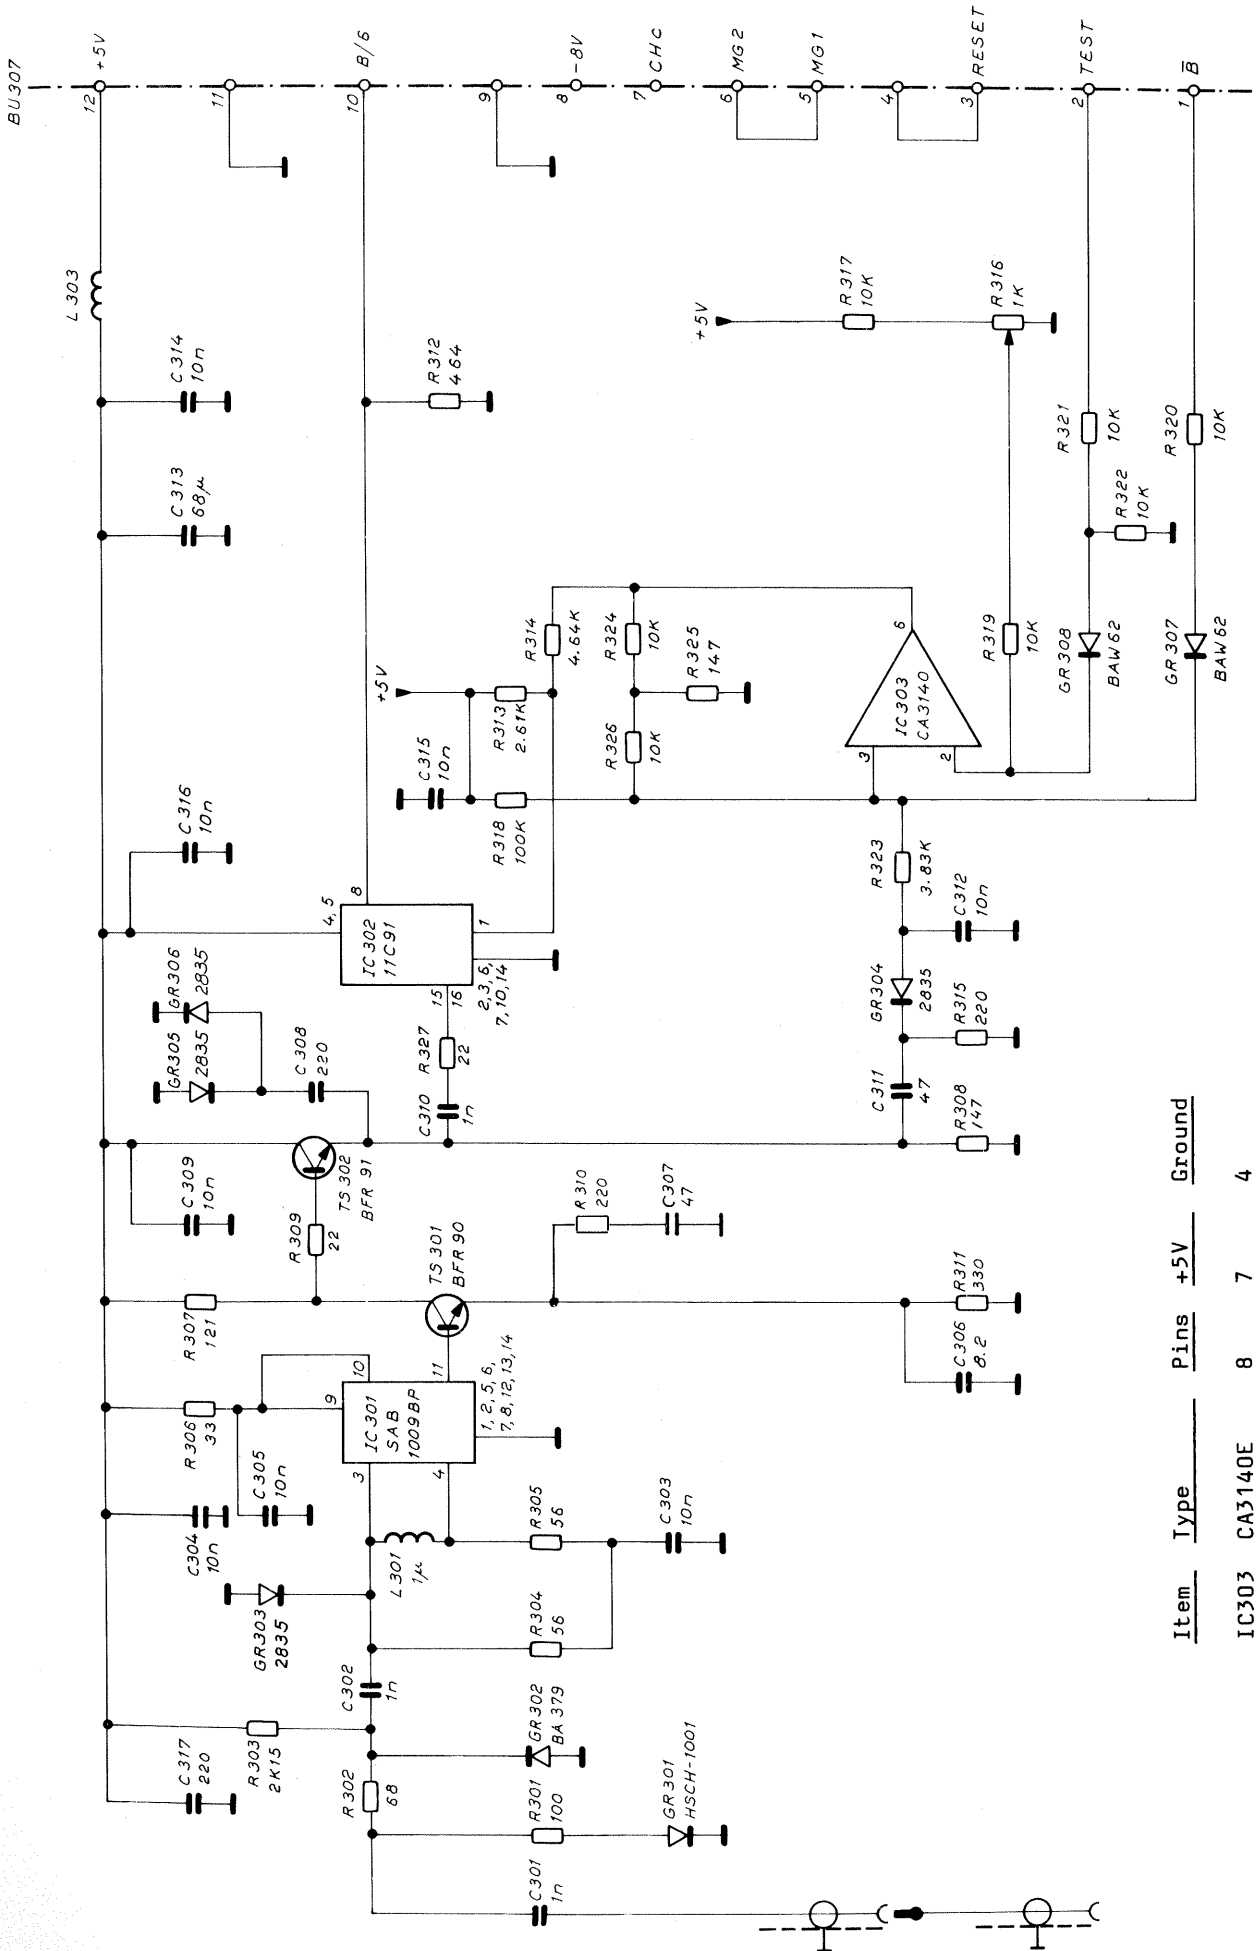 BU307
+5V
12
11
B/6
10
9
-8V
8
CHC
7
MG2
6
MG1
5
4
RESET
3
TEST
2
B̅
1
L303
C314
10n
C313
68µ
R312
464
+5V
R317
10K
R316
1K
R321
10K
R322
10K
R320
10K
C316
10n
+5V
C315
10n
R313
2.61K
R318
100K
R314
4.64K
R324
10K
R325
147
R326
10K
6
IC303
CA3140
3
2
R319
10K
GR308
BAW62
GR307
BAW62
4,5
8
IC302
11C91
1
15
16
2,3,6,
7,10,14
R323
3.83K
C312
10n
GR304
2835
R315
220
C311
47
R308
147
GR306
2835
GR305
2835
C308
220
R327
22
C310
1n
C309
10n
TS302
BFR 91
R309
22
R307
121
TS301
BFR90
R310
220
C307
47
R311
330
C306
8.2
R306
33
C305
10n
C304
10n
10
9
11
IC301
SAB
1009BP
3
4
1,2,5,6,
7,8,12,13,14
GR303
2835
L301
1µ
R305
56
C303
10n
R304
56
C302
1n
C317
220
R303
2K15
GR302
BA379
R302
68
R301
100
GR301
HSCH-1001
C301
1n
Item Type Pins +5V Ground
IC303 CA3140E 8 7 4